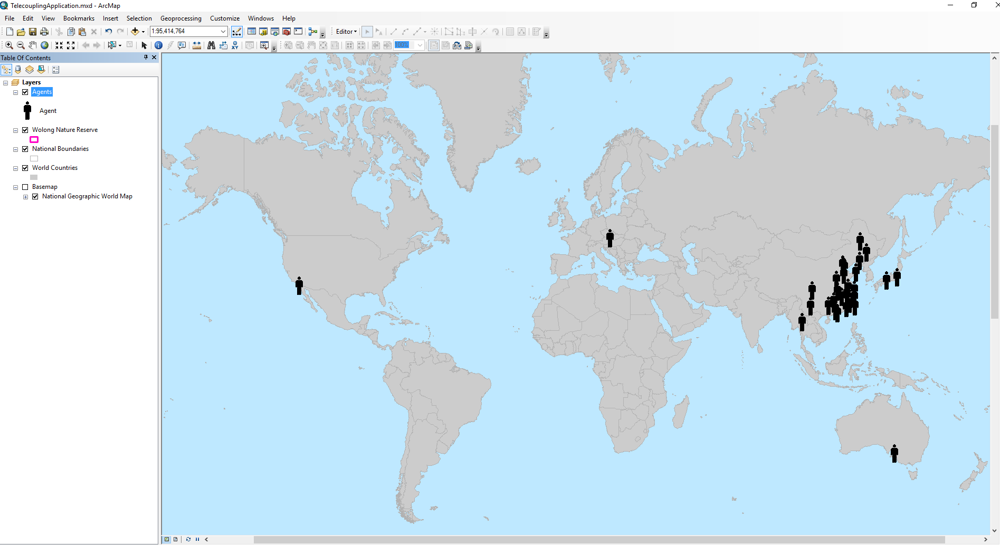 TelecouplingApplication.mxd - ArcMap
File Edit View Bookmarks Insert Selection Geoprocessing Customize Windows Help
1:95,414,764 Editor
100%
Table Of Contents
Layers
Agents
Agent
Wolong Nature Reserve
National Boundaries
World Countries
Basemap
National Geographic World Map